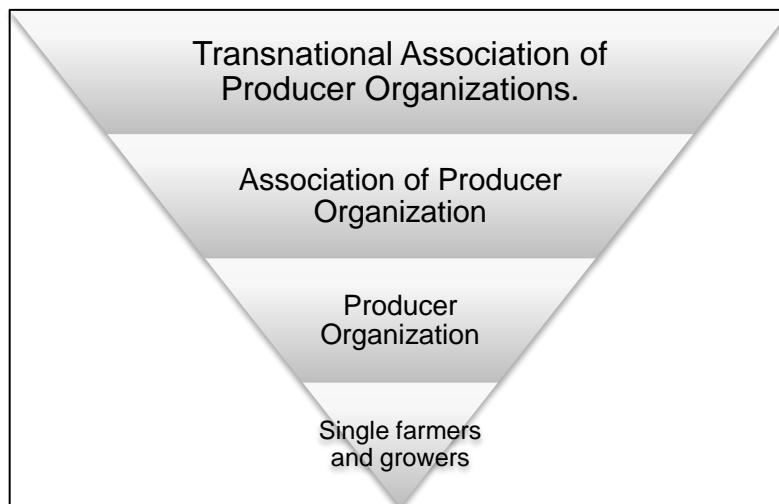 Transnational Association of
Producer Organizations.
Association of Producer
Organization
Producer
Organization
Single farmers
and growers